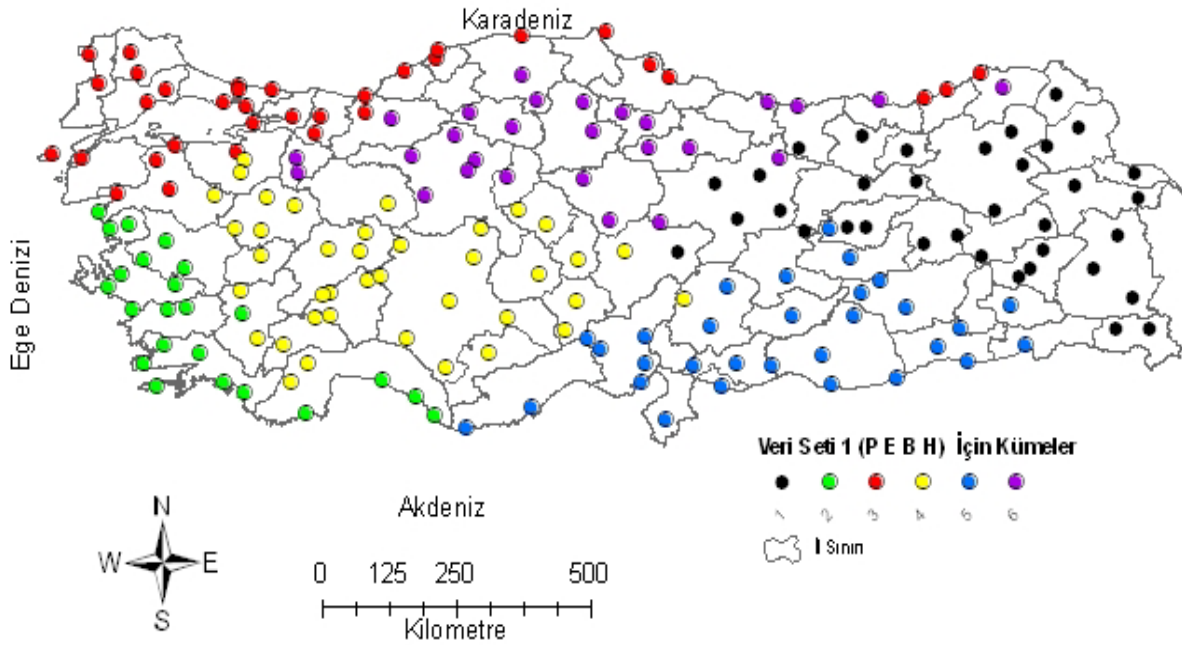 Karadeniz
Ege Denizi
Veri Seti 1 (P E B H) İçin Kümeler
1 2 3 4 5 6
İl Sınırı
Akdeniz
N
W E
S
0 125 250 500
Kilometre